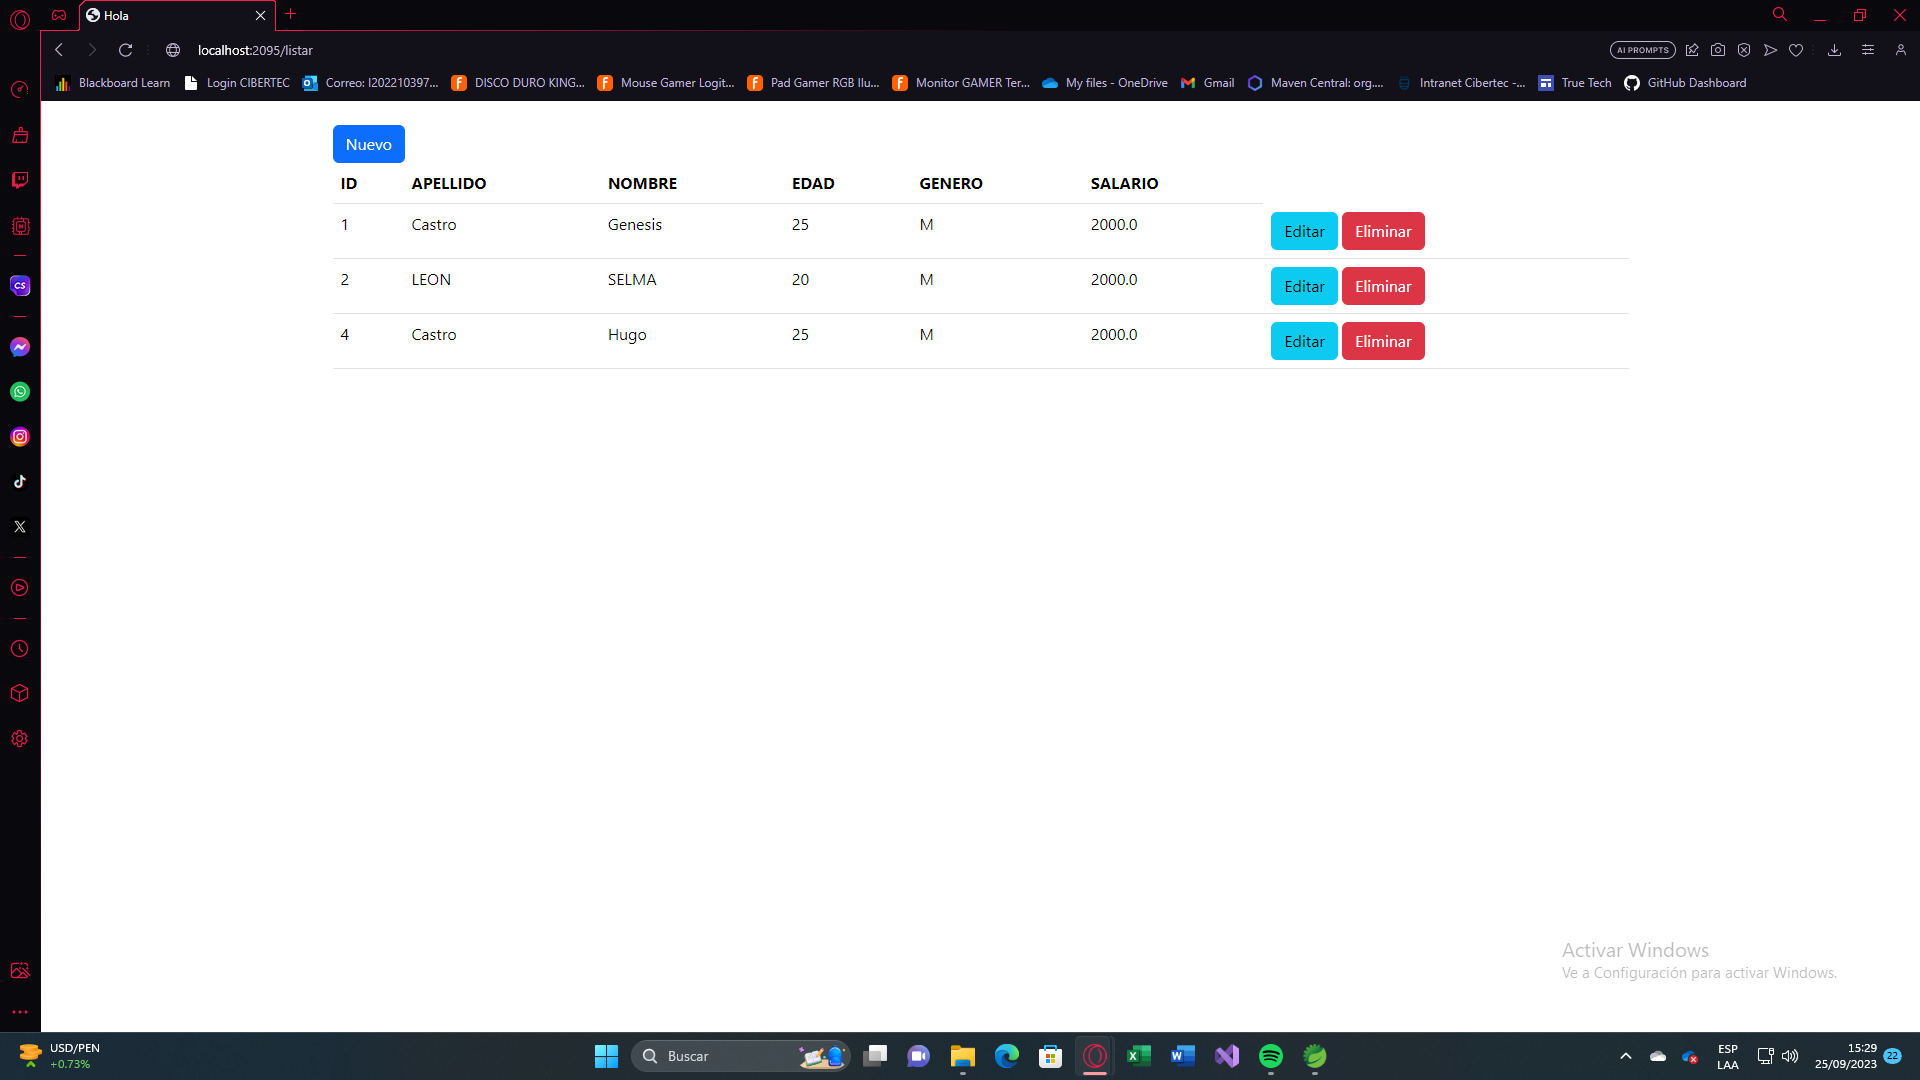 Hola
localhost:2095/listar
AI PROMPTS
Blackboard Learn
Login CIBERTEC
Correo: I202210397...
DISCO DURO KING...
Mouse Gamer Logit...
Pad Gamer RGB Ilu...
Monitor GAMER Ter...
My files - OneDrive
Gmail
Maven Central: org....
Intranet Cibertec -...
True Tech
GitHub Dashboard
CS
Nuevo
ID APELLIDO NOMBRE EDAD GENERO SALARIO
1 Castro Genesis 25 M 2000.0 Editar Eliminar
2 LEON SELMA 20 M 2000.0 Editar Eliminar
4 Castro Hugo 25 M 2000.0 Editar Eliminar
Activar Windows
Ve a Configuración para activar Windows.
USD/PEN
+0.73%
Buscar
ESP
LAA
15:29
25/09/2023
22